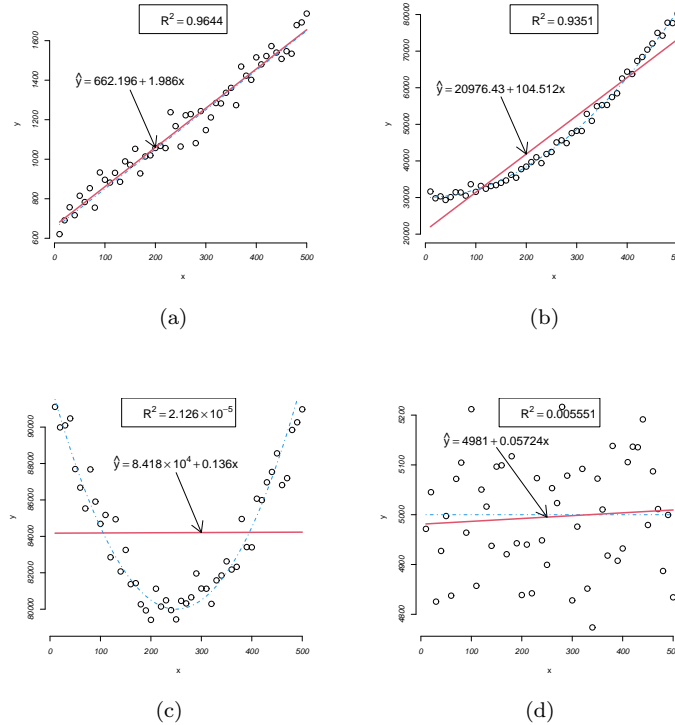 R² = 0.9644
ŷ = 662.196 + 1.986x
y
600 800 1000 1200 1400 1600
0 100 200 300 400 500
x
(a)
R² = 0.9351
ŷ = 20976.43 + 104.512x
y
20000 30000 40000 50000 60000 70000 80000
0 100 200 300 400 500
x
(b)
R² = 2.126 × 10⁻⁵
ŷ = 8.418 × 10⁴ + 0.136x
y
80000 82000 84000 86000 88000 90000
0 100 200 300 400 500
x
(c)
R² = 0.005551
ŷ = 4981 + 0.05724x
y
4800 4900 5000 5100 5200
0 100 200 300 400 500
x
(d)